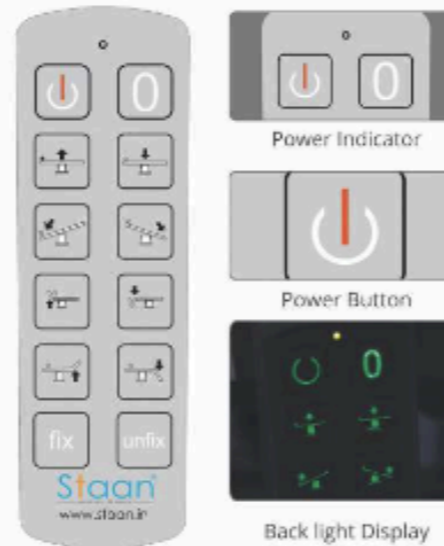 0
fix unfix
Staan
www.staan.in
0
Power Indicator
Power Button
0
Back light Display